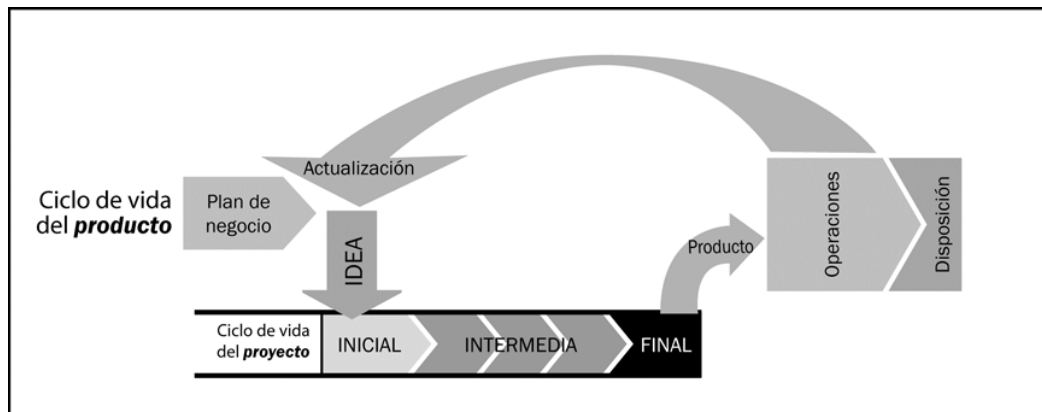 Actualización
Ciclo de vida
del producto
Plan de
negocio
IDEA
Producto
Operaciones
Disposición
Ciclo de vida
del proyecto
INICIAL
INTERMEDIA
FINAL